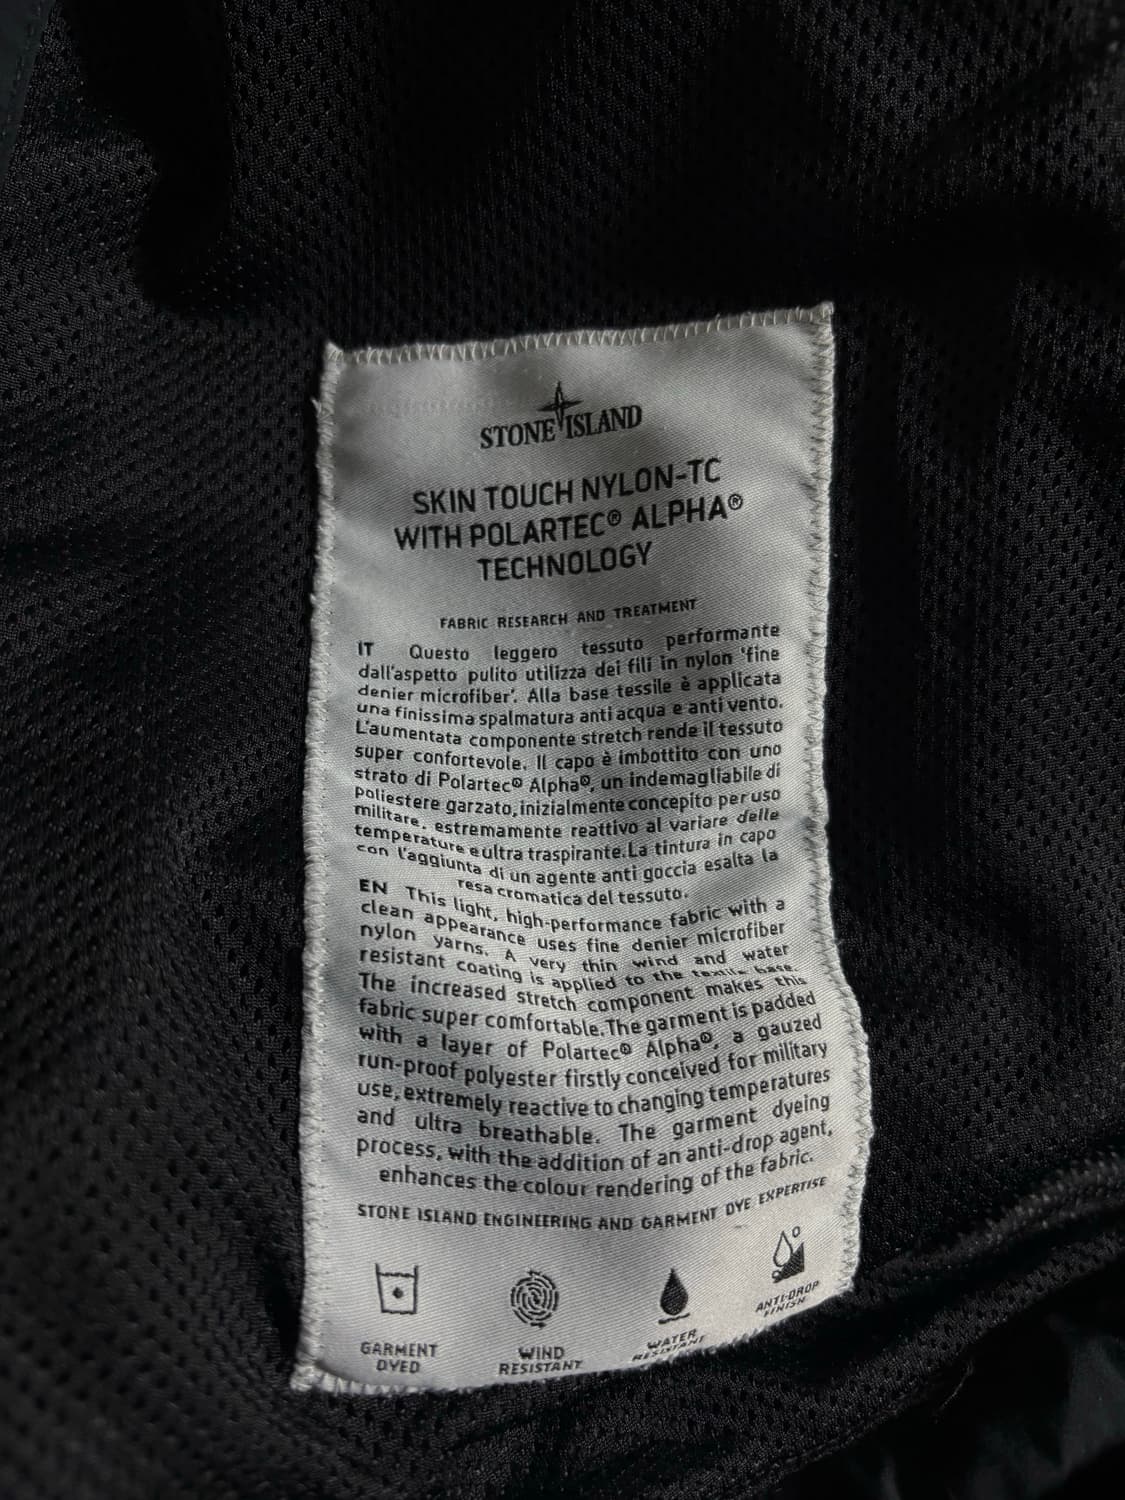 STONE ISLAND
SKIN TOUCH NYLON-TC
WITH POLARTEC® ALPHA®
TECHNOLOGY
FABRIC RESEARCH AND TREATMENT
IT Questo leggero tessuto performante
dall'aspetto pulito utilizza dei fili in nylon 'fine
denier microfiber'. Alla base tessile è applicata
una finissima spalmatura anti acqua e anti vento.
L'aumentata componente stretch rende il tessuto
super confortevole. Il capo è imbottito con uno
strato di Polartec® Alpha®, un indemagliabile di
poliestere garzato, inizialmente concepito per uso
militare, estremamente reattivo al variare delle
temperature e ultra traspirante. La tintura in capo
con l'aggiunta di un agente anti goccia esalta la
resa cromatica del tessuto.
EN This light, high-performance fabric with a
clean appearance uses fine denier microfiber
nylon yarns. A very thin wind and water
resistant coating is applied to the textile base.
The increased stretch component makes this
fabric super comfortable. The garment is padded
with a layer of Polartec® Alpha®, a gauzed
run-proof polyester firstly conceived for military
use, extremely reactive to changing temperatures
and ultra breathable. The garment dyeing
process, with the addition of an anti-drop agent,
enhances the colour rendering of the fabric.
STONE ISLAND ENGINEERING AND GARMENT DYE EXPERTISE
GARMENT
DYED
WIND
RESISTANT
WATER
RESISTANT
ANTI-DROP
FINISH